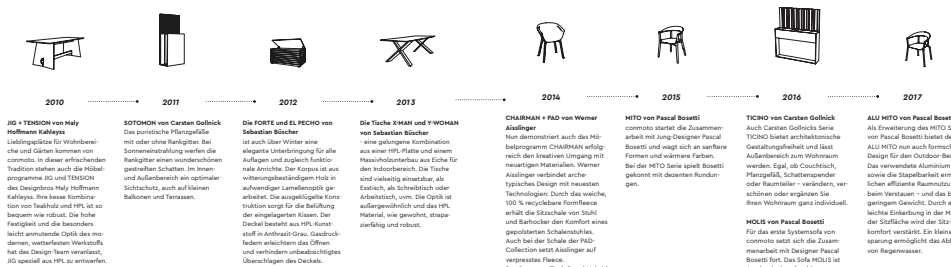 2010
2011
2012
2013
2014
2015
2016
2017
JIG + TENSION von Maly
Hoffmann Kahleyss
Lieblingsplätze für Wohnberei-
che und Gärten kommen von
conmoto. In dieser erfrischenden
Tradition stehen auch die Möbel-
programme JIG und TENSION
des Designbros Maly Hoffmann
Kahleyss. Ihre kesse Kombina-
tion von Teakholz und HPL ist so
bequem wie robust. Die hohe
Festigkeit und die besonders
leicht anmutende Optik des mo-
dernen, wetterfesten Werkstoffs
hat das Design-Team veranlasst,
JIG speziell aus HPL zu entwerfen.
SOTOMON von Carsten Gollnick
Das puristische Pflanzgefäße
mit oder ohne Rankgitter. Bei
Sonneneinstrahlung werfen die
Rankgitter einen wunderschönen
gestreiften Schatten. Im Innen-
und Außenbereich ein optimaler
Sichtschutz, auch auf kleinen
Balkonen und Terrassen.
Die FORTE und EL PECHO von
Sebastian Büscher
ist auch über Winter eine
elegante Unterbringung für alle
Auflagen und zugleich funktio-
nale Anrichte. Der Korpus ist aus
witterungsbeständigem Holz in
aufwendiger Lamellenoptik ge-
arbeitet. Die ausgeklügelte Kons-
truktion sorgt für die Belüftung
der eingelagerten Kissen. Der
Deckel besteht aus HPL-Kunst-
stoff in Anthrazit-Grau. Gasdruck-
federn erleichtern das Öffnen
und verhindern unbeabsichtigtes
Überschlagen des Deckels.
Die Tische X-MAN und Y-WOMAN
von Sebastian Büscher
- eine gelungene Kombination
aus einer HPL-Platte und einem
Massivholzunterbau aus Eiche für
den Indoorbereich. Die Tische
sind vielseitig einsetzbar, als
Esstisch, als Schreibtisch oder
Arbeitstisch, uvm. Die Optik ist
außergewöhnlich und das HPL
Material, wie gewohnt, strapa-
zierfähig und robust.
CHAIRMAN + PAD von Werner
Aisslinger
Nun demonstriert auch das Mö-
belprogramm CHAIRMAN erfolg-
reich den kreativen Umgang mit
neuartigen Materialien. Werner
Aisslinger verbindet arche-
typisches Design mit neuesten
Technologien: Durch das weiche,
100 % recyclebare Formfleece
erhält die Sitzschale von Stuhl
und Barhocker den Komfort eines
gepolsterten Schalenstuhles.
Auch bei der Schale der PAD-
Collection setzt Aisslinger auf
verpresstes Fleece.
MITO von Pascal Bosetti
conmoto startet die Zusammen-
arbeit mit Jung-Designer Pascal
Bosetti und wagt sich an sanftere
Formen und wärmere Farben.
Bei der MITO Serie spielt Bosetti
gekonnt mit dezenten Rundun-
gen.
TICINO von Carsten Gollnick
Auch Carsten Gollnicks Serie
TICINO bietet architektonische
Gestaltungsfreiheit und lässt
Außenbereich zum Wohnraum
werden. Egal, ob Couchtisch,
Pflanzgefäß, Schattenspender
oder Raumteiler – verändern, ver-
schönen oder ergänzen Sie
Ihren Wohnraum ganz individuell.
MOLIS von Pascal Bosetti
Für das erste Systemsofa von
conmoto setzt sich die Zusam-
menarbeit mit Designer Pascal
Bosetti fort. Das Sofa MOLIS ist
ALU MITO von Pascal Boset
Als Erweiterung des MITO S
von Pascal Bosetti bietet de
ALU MITO nun auch formsch
Design für den Outdoor-Ber
Das verwendete Aluminium
sowie die Stapelbarkeit erm
lichen effiziente Raumnutzu
beim Verstauen – und das b
geringem Gewicht. Durch e
leichte Einkerbung in der M
der Sitzfläche wird der Sitz-
komfort verstärkt. Ein kleine
sparung ermöglicht das Abl
von Regenwasser.